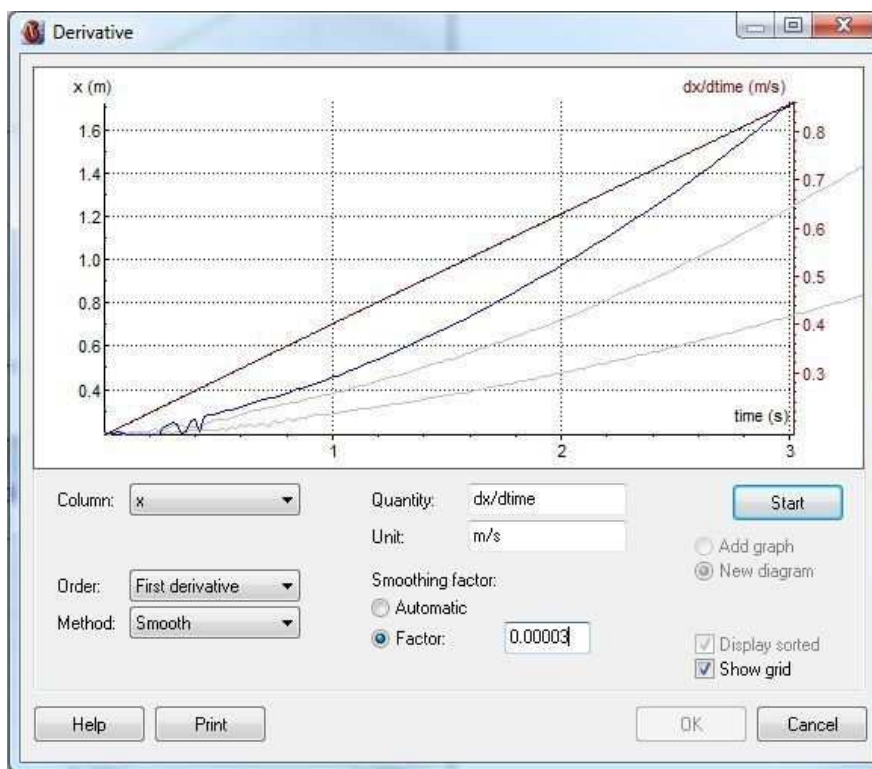 Derivative
x (m)
dx/dtime (m/s)
1.6
1.4
1.2
1.0
0.8
0.6
0.4
0.8
0.7
0.6
0.5
0.4
0.3
time (s)
1
2
3
Column: x
Quantity: dx/dtime
Start
Unit: m/s
Add graph
New diagram
Order: First derivative
Smoothing factor:
Automatic
Method: Smooth
Factor: 0.00003
Display sorted
Show grid
Help
Print
OK
Cancel